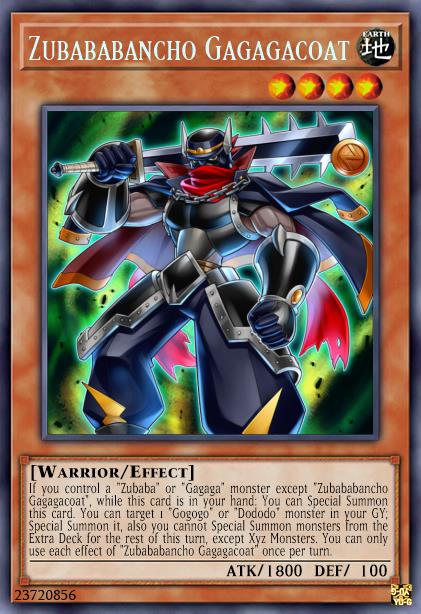 ZUBABABANCHO GAGAGACOAT
EARTH
地
[WARRIOR/EFFECT]
If you control a "Zubaba" or "Gagaga" monster except "Zubababancho
Gagagacoat", while this card is in your hand: You can Special Summon
this card. You can target 1 "Gogogo" or "Dododo" monster in your GY;
Special Summon it, also you cannot Special Summon monsters from the
Extra Deck for the rest of this turn, except Xyz Monsters. You can only
use each effect of "Zubababancho Gagagacoat" once per turn.
ATK/1800 DEF/ 100
23720856